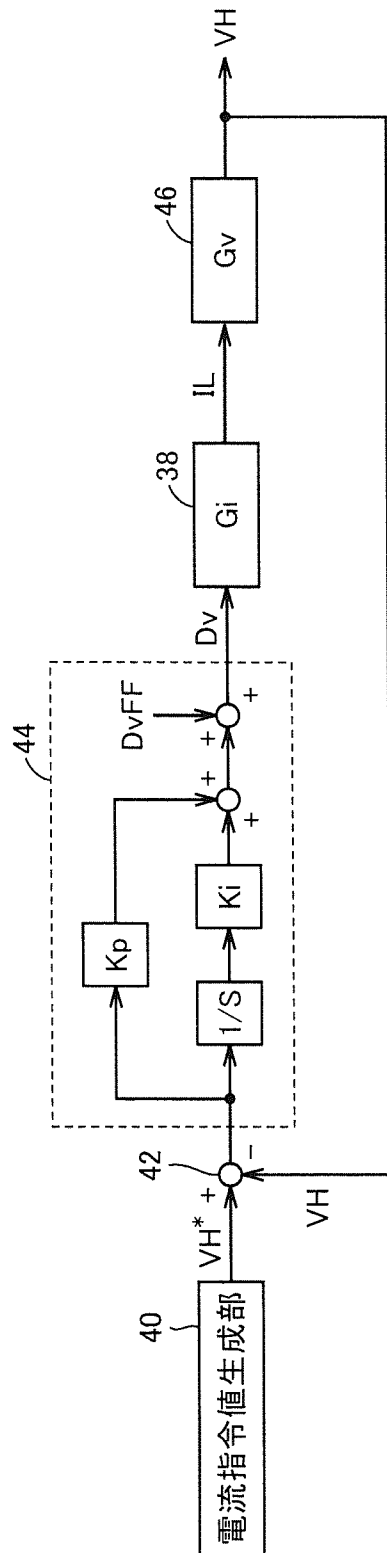 40
電流指令値生成部
VH*
+
42
-
VH
44
Kp
1/S
Ki
+
+
DvFF
+
+
Dv
38
Gi
IL
46
Gv
VH